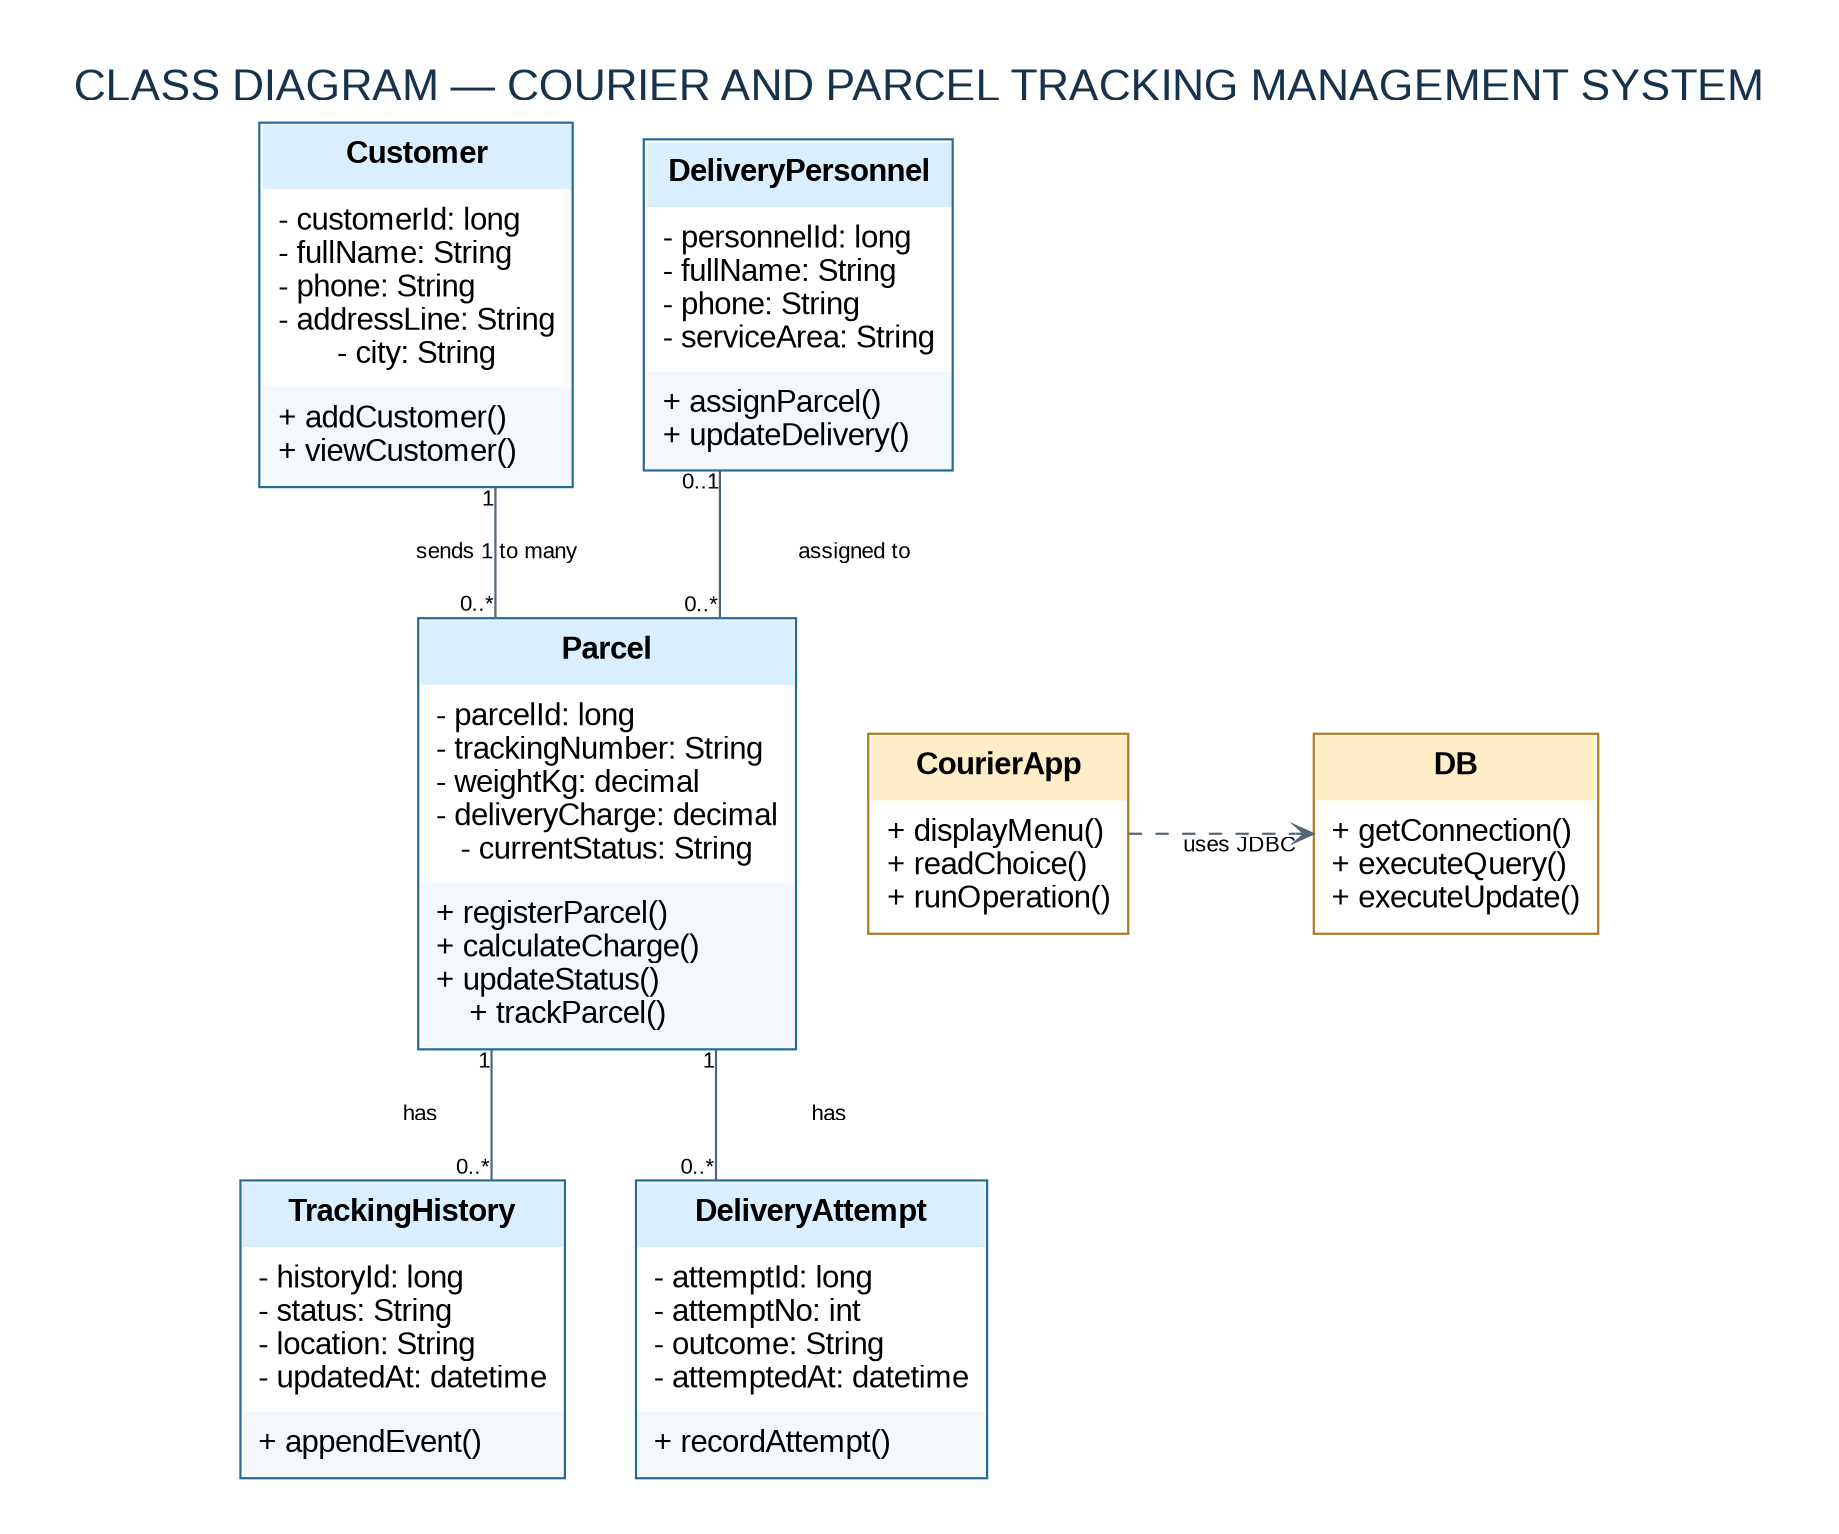 CLASS DIAGRAM — COURIER AND PARCEL TRACKING MANAGEMENT SYSTEM
Customer
- customerId: long
- fullName: String
- phone: String
- addressLine: String
- city: String
+ addCustomer()
+ viewCustomer()
DeliveryPersonnel
- personnelId: long
- fullName: String
- phone: String
- serviceArea: String
+ assignParcel()
+ updateDelivery()
1
sends 1 to many
0..*
0..1
assigned to
0..*
Parcel
- parcelId: long
- trackingNumber: String
- weightKg: decimal
- deliveryCharge: decimal
- currentStatus: String
+ registerParcel()
+ calculateCharge()
+ updateStatus()
+ trackParcel()
CourierApp
+ displayMenu()
+ readChoice()
+ runOperation()
uses JDBC
DB
+ getConnection()
+ executeQuery()
+ executeUpdate()
1
has
0..*
1
has
0..*
TrackingHistory
- historyId: long
- status: String
- location: String
- updatedAt: datetime
+ appendEvent()
DeliveryAttempt
- attemptId: long
- attemptNo: int
- outcome: String
- attemptedAt: datetime
+ recordAttempt()